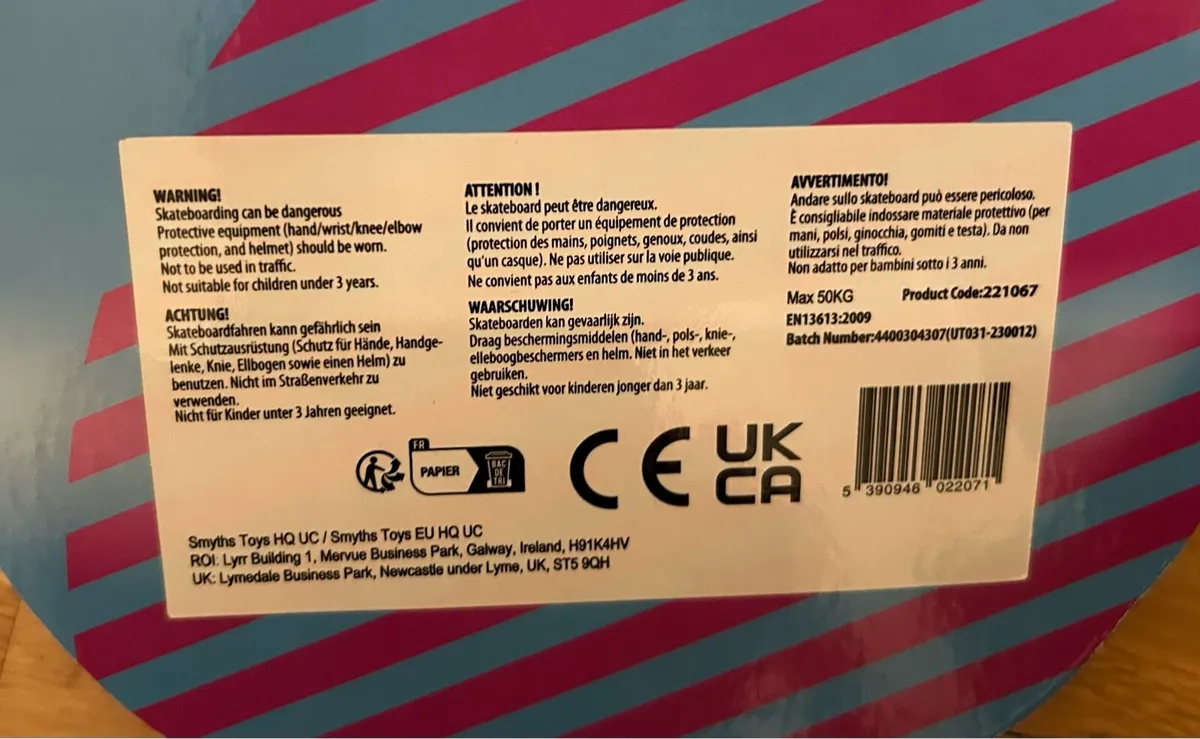 WARNING!
Skateboarding can be dangerous
Protective equipment (hand/wrist/knee/elbow
protection, and helmet) should be worn.
Not to be used in traffic.
Not suitable for children under 3 years.
ACHTUNG!
Skateboardfahren kann gefährlich sein
Mit Schutzausrüstung (Schutz für Hände, Handge-
lenke, Knie, Ellbogen sowie einen Helm) zu
benutzen. Nicht im Straßenverkehr zu
verwenden.
Nicht für Kinder unter 3 Jahren geeignet.
ATTENTION !
Le skateboard peut être dangereux.
Il convient de porter un équipement de protection
(protection des mains, poignets, genoux, coudes, ainsi
qu'un casque). Ne pas utiliser sur la voie publique.
Ne convient pas aux enfants de moins de 3 ans.
WAARSCHUWING!
Skateboarden kan gevaarlijk zijn.
Draag beschermingsmiddelen (hand-, pols-, knie-,
elleboogbeschermers en helm. Niet in het verkeer
gebruiken.
Niet geschikt voor kinderen jonger dan 3 jaar.
AVVERTIMENTO!
Andare sullo skateboard può essere pericoloso.
È consigliabile indossare materiale protettivo (per
mani, polsi, ginocchia, gomiti e testa). Da non
utilizzarsi nel traffico.
Non adatto per bambini sotto i 3 anni.
Max 50KG Product Code:221067
EN13613:2009
Batch Number:4400304307(UT031-230012)
FR
PAPIER
BAC
DE
TRI
CE
UK
CA
5 390946 022071
Smyths Toys HQ UC / Smyths Toys EU HQ UC
ROI: Lyrr Building 1, Mervue Business Park, Galway, Ireland, H91K4HV
UK: Lymedale Business Park, Newcastle under Lyme, UK, ST5 9QH